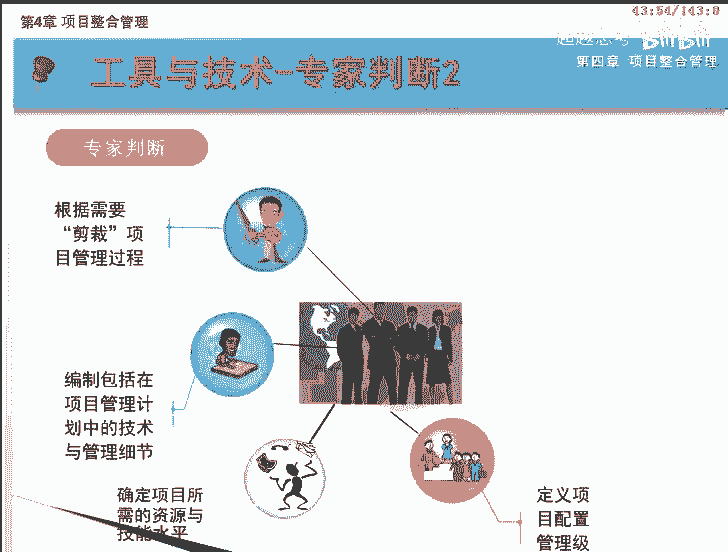 第4章 项目整合管理
43:54/143:8
bilibili
第四章 项目整合管理
工具与技术-专家判断2
专家判断
根据需要
“剪裁”项
目管理过程
编制包括在
项目管理计
划中的技术
与管理细节
确定项目所
需的资源与
技能水平
定义项
目配置
管理级